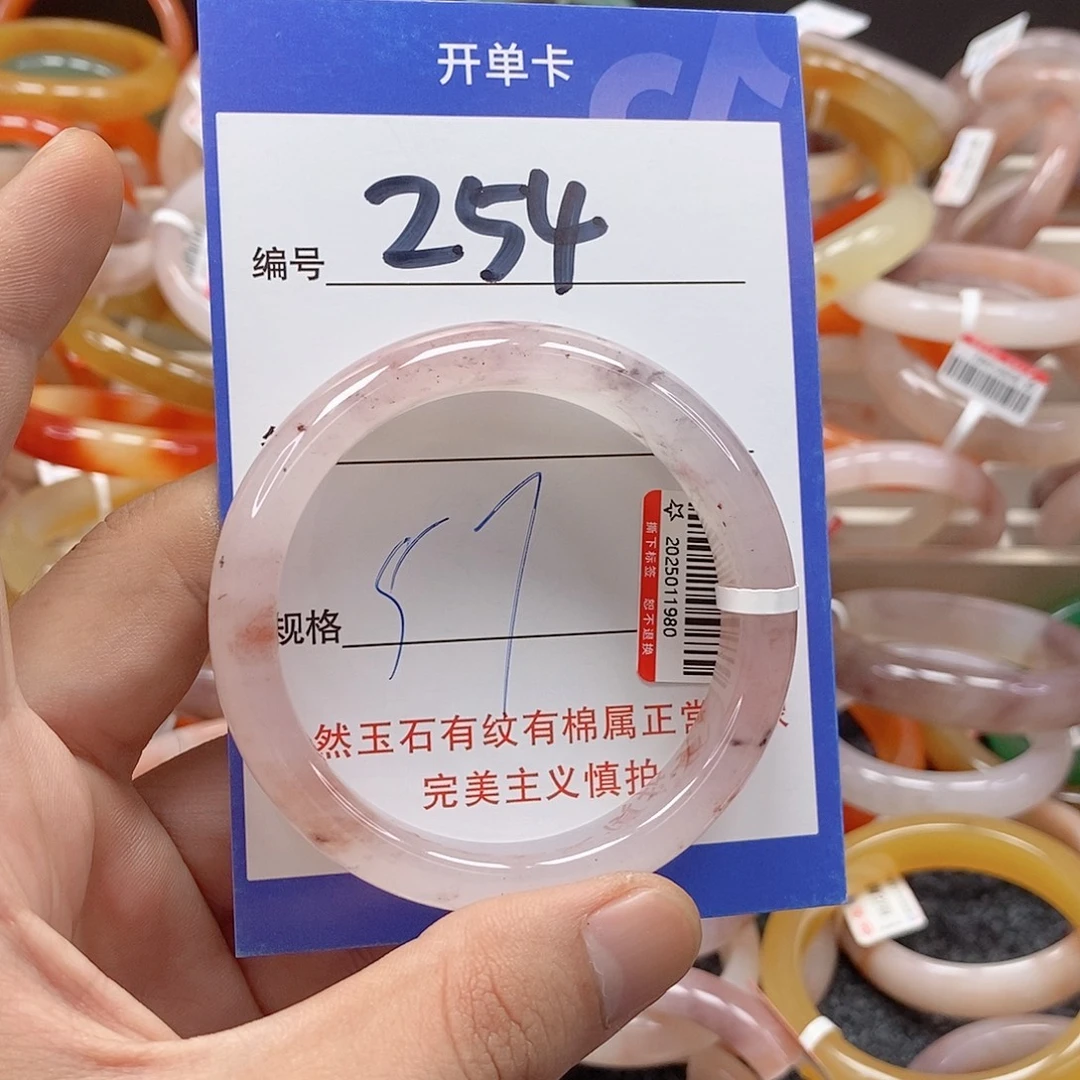 开单卡
编号 254
规格 57
撕下标签 恕不退换
2025011980
然玉石有纹有棉属正常
完美主义慎拍